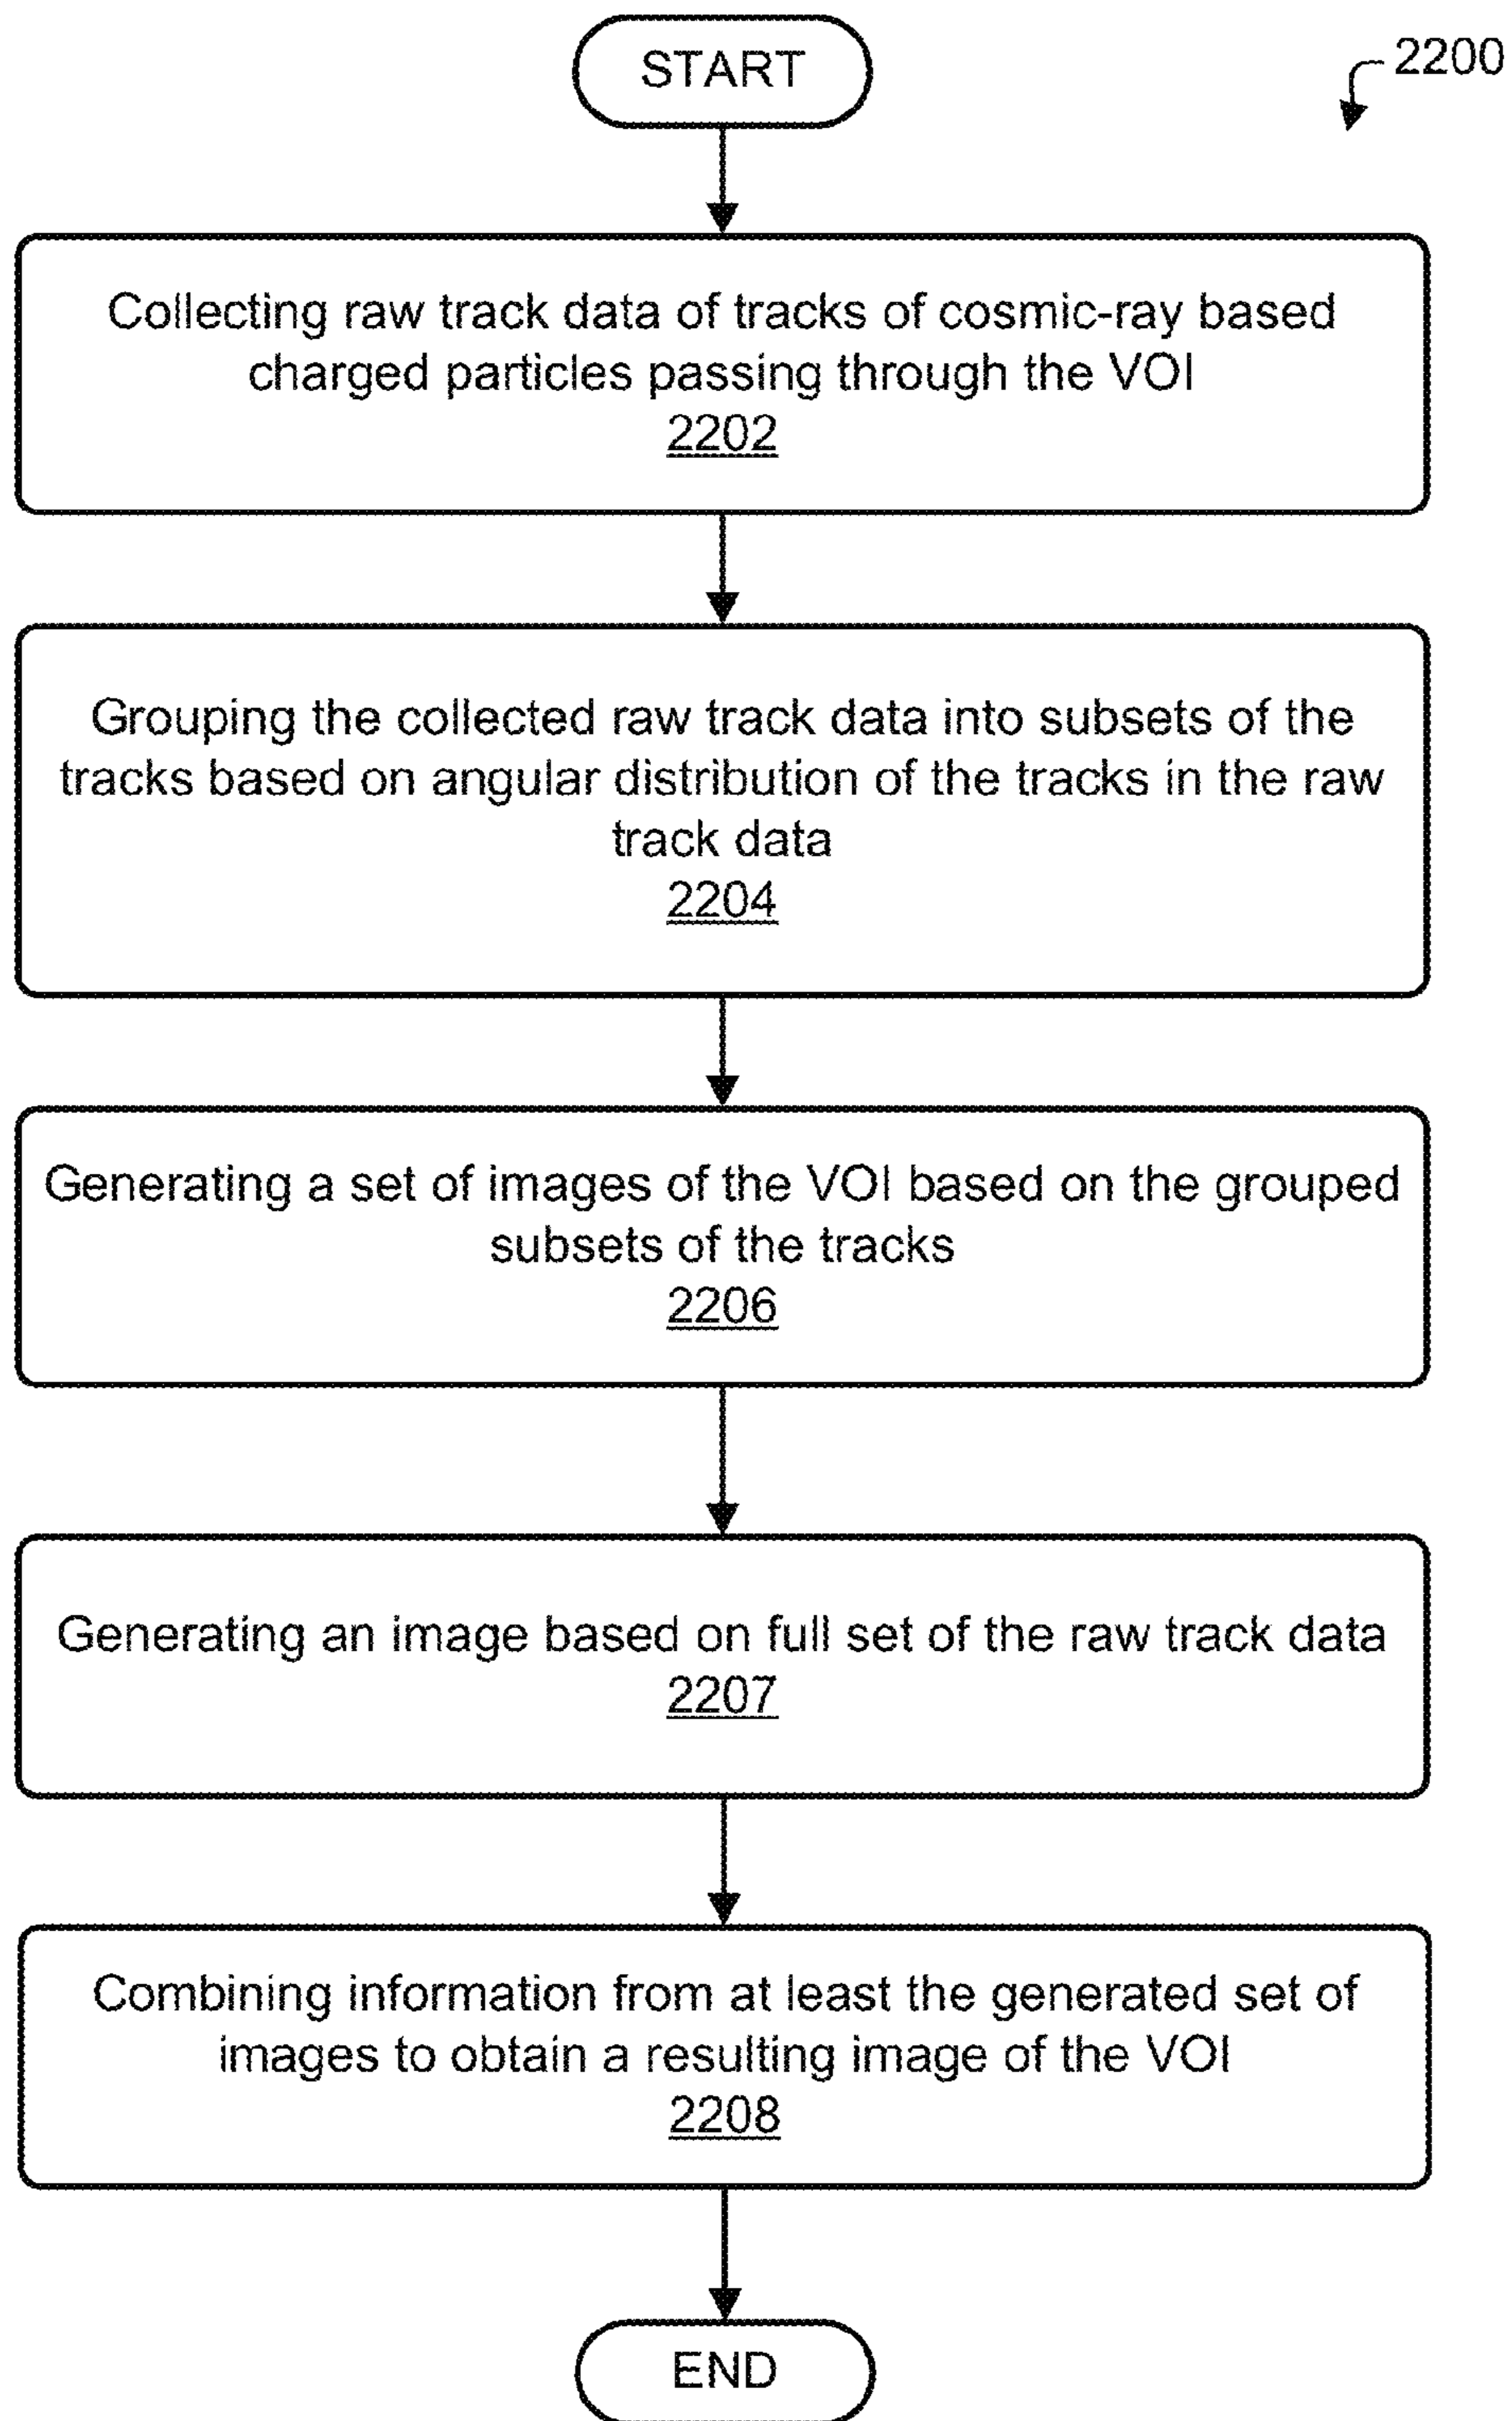 START
2200
Collecting raw track data of tracks of cosmic-ray based
charged particles passing through the VOI
2202
Grouping the collected raw track data into subsets of the
tracks based on angular distribution of the tracks in the raw
track data
2204
Generating a set of images of the VOI based on the grouped
subsets of the tracks
2206
Generating an image based on full set of the raw track data
2207
Combining information from at least the generated set of
images to obtain a resulting image of the VOI
2208
END